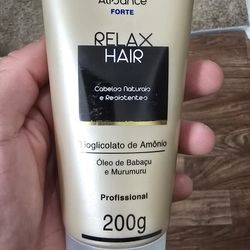 FORTE
RELAX
HAIR
Cabelos Naturais
e Resistentes
Tioglicolato de Amônio
Óleo de Babaçu
e Murumuru
Profissional
200g